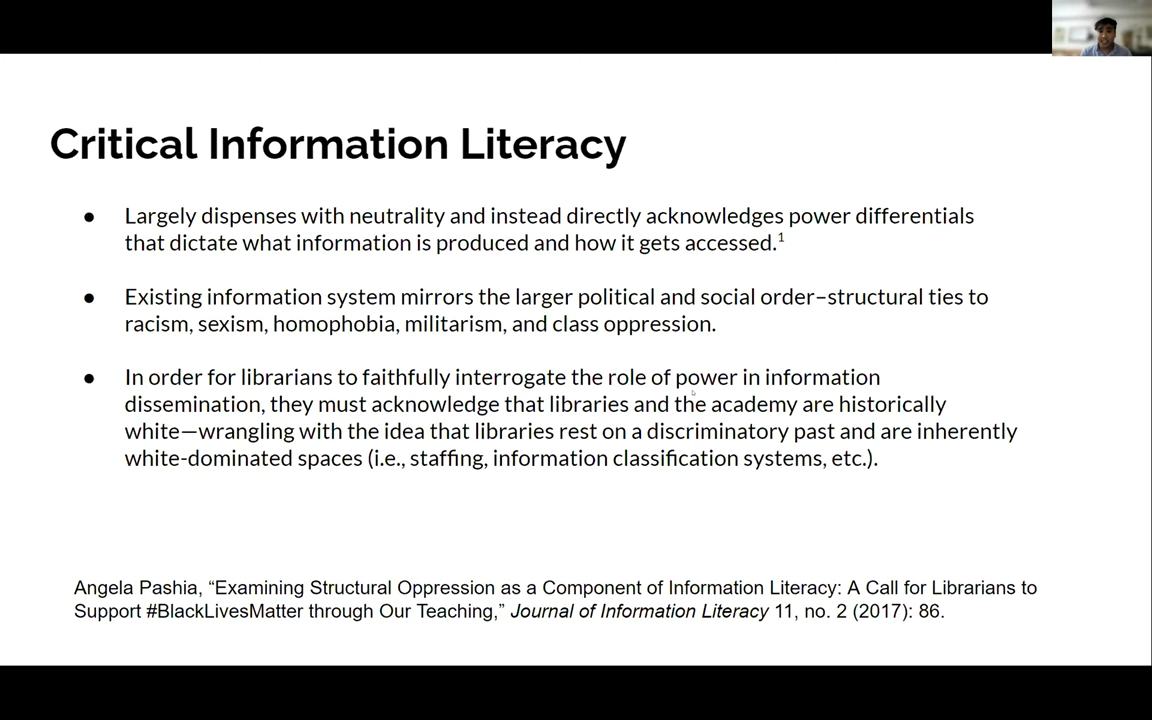 Critical Information Literacy
● Largely dispenses with neutrality and instead directly acknowledges power differentials
that dictate what information is produced and how it gets accessed.¹
● Existing information system mirrors the larger political and social order–structural ties to
racism, sexism, homophobia, militarism, and class oppression.
● In order for librarians to faithfully interrogate the role of power in information
dissemination, they must acknowledge that libraries and the academy are historically
white—wrangling with the idea that libraries rest on a discriminatory past and are inherently
white-dominated spaces (i.e., staffing, information classification systems, etc.).
Angela Pashia, “Examining Structural Oppression as a Component of Information Literacy: A Call for Librarians to
Support #BlackLivesMatter through Our Teaching,” Journal of Information Literacy 11, no. 2 (2017): 86.